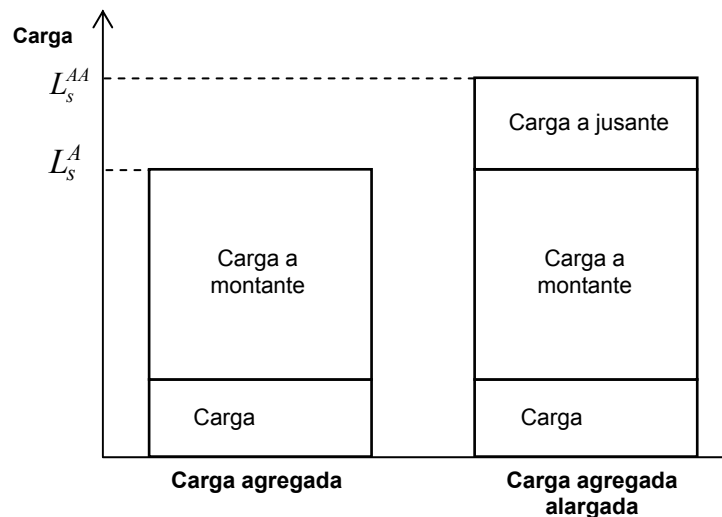 Carga
L_s^{AA}
Carga a jusante
L_s^A
Carga a
montante
Carga a
montante
Carga
Carga
Carga agregada
Carga agregada
alargada